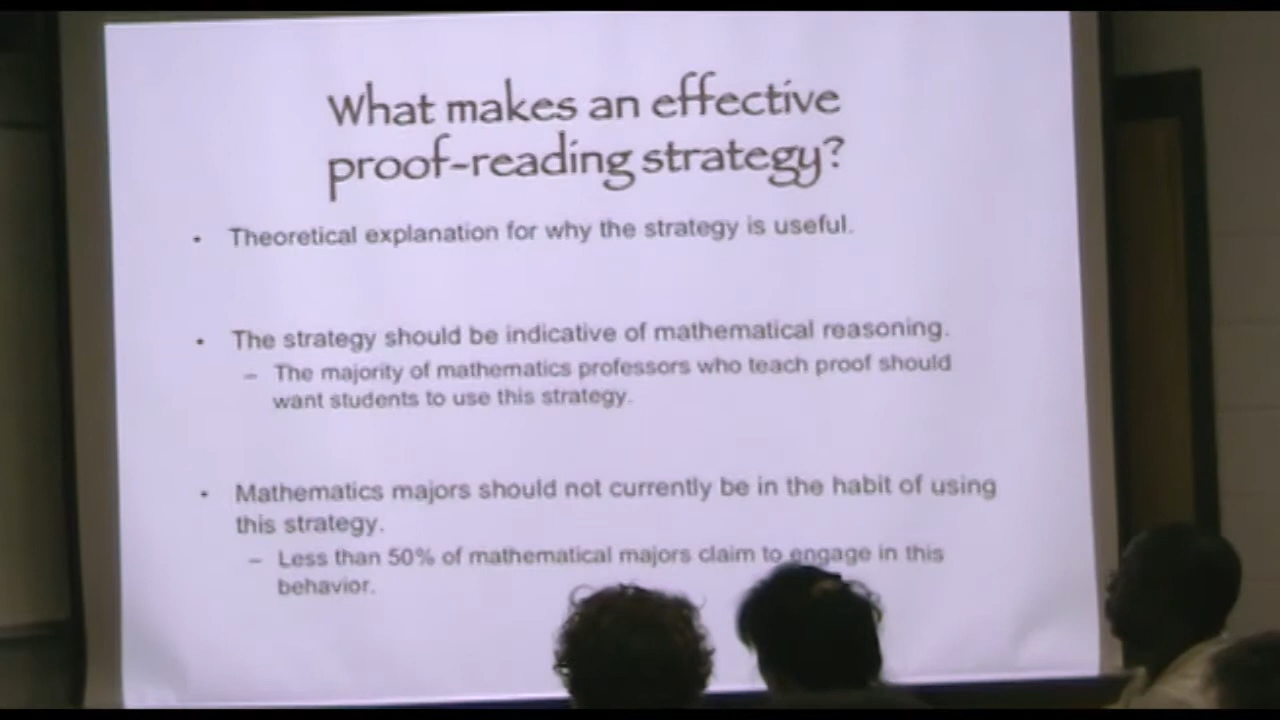 What makes an effective
proof-reading strategy?
• Theoretical explanation for why the strategy is useful.
• The strategy should be indicative of mathematical reasoning.
– The majority of mathematics professors who teach proof should
want students to use this strategy.
• Mathematics majors should not currently be in the habit of using
this strategy.
– Less than 50% of mathematical majors claim to engage in this
behavior.